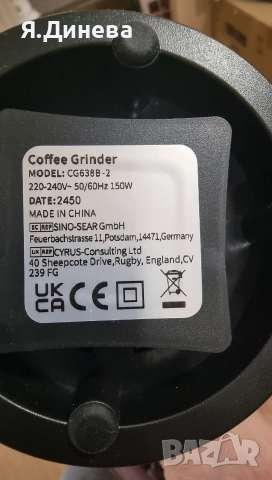 Я.Динева
Coffee Grinder
MODEL: CG638B-2
220-240V~ 50/60Hz 150W
DATE:2450
MADE IN CHINA
EC REP SINO-SEAR GmbH
Feuerbachstrasse 11,Potsdam,14471,Germany
UK REP CYRUS-Consulting Ltd
40 Sheepcote Drive,Rugby, England,CV
239 FG
UK CA CE
BAZAR